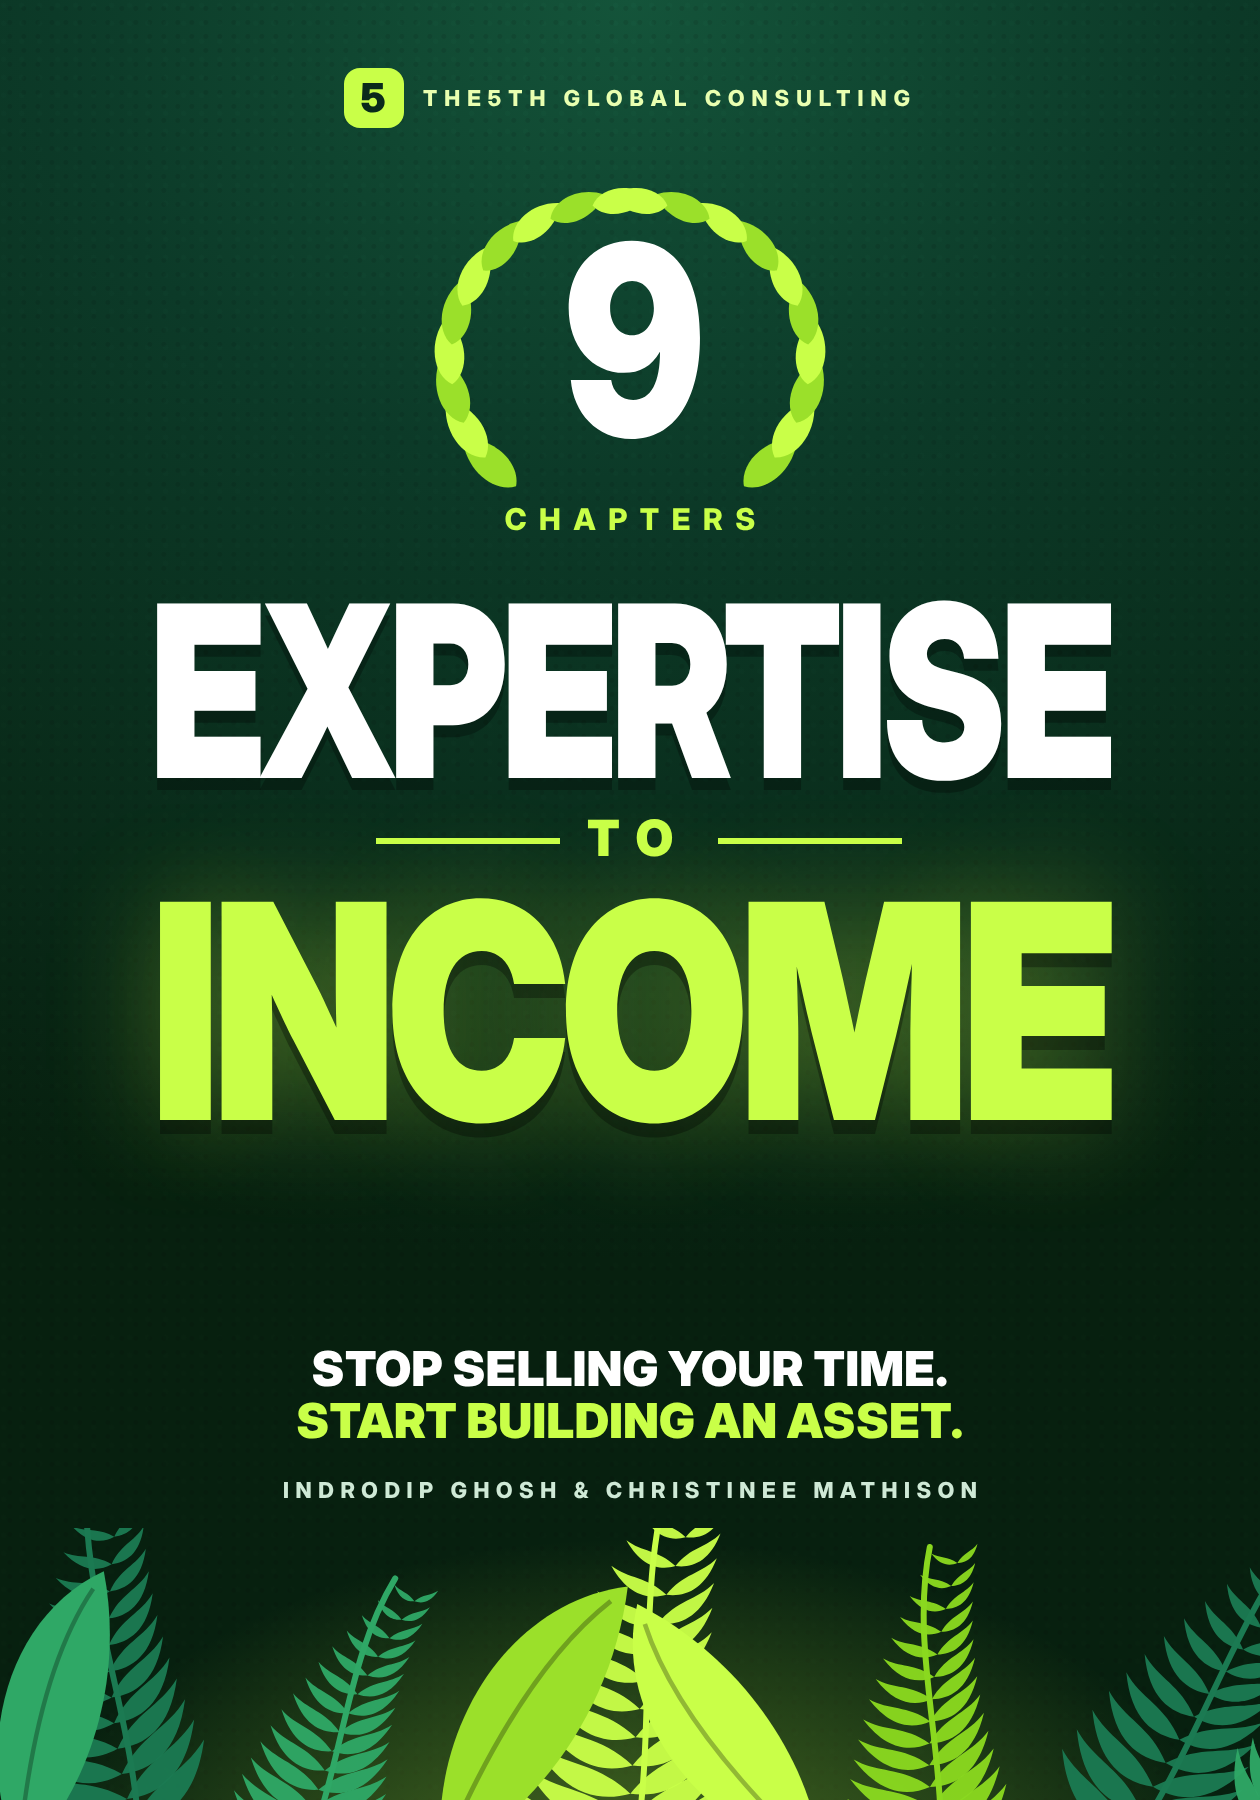 5 THE5TH GLOBAL CONSULTING
9
CHAPTERS
EXPERTISE
TO
INCOME
STOP SELLING YOUR TIME.
START BUILDING AN ASSET.
INDRODIP GHOSH & CHRISTINEE MATHISON